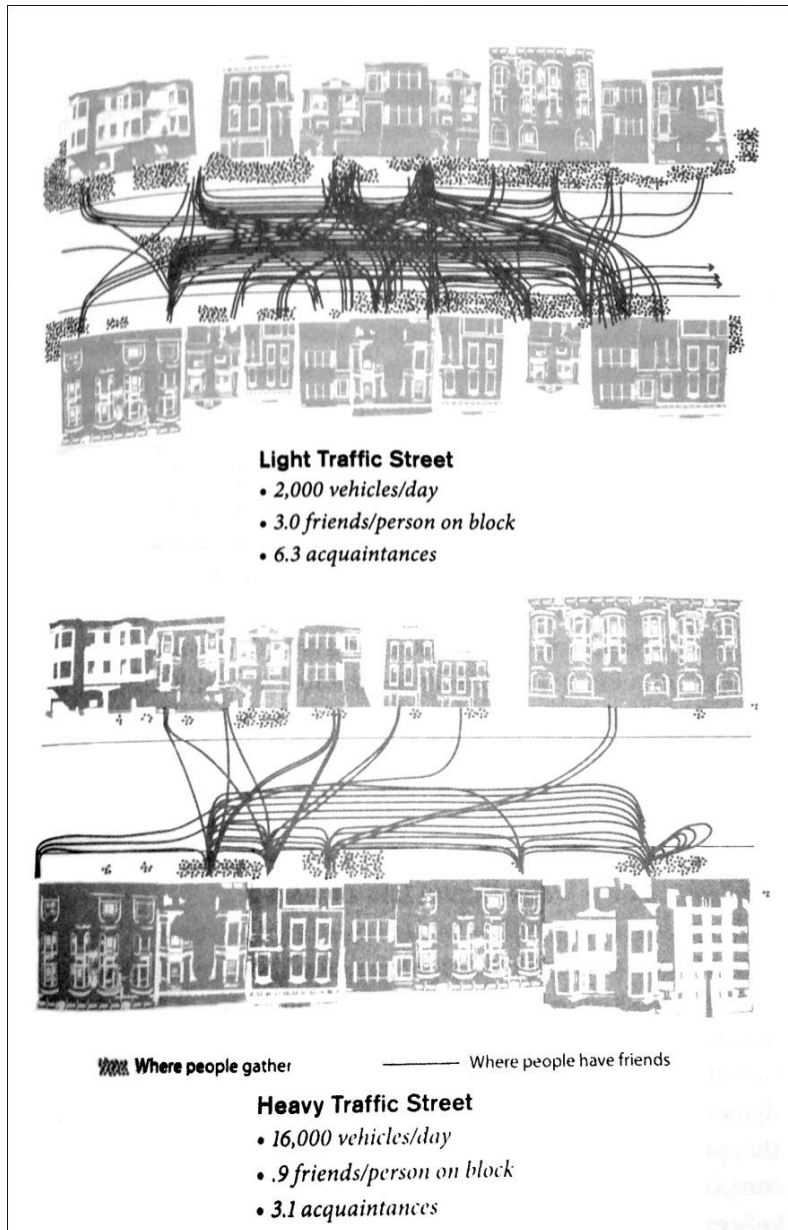 Light Traffic Street
• 2,000 vehicles/day
• 3.0 friends/person on block
• 6.3 acquaintances
Where people gather
Where people have friends
Heavy Traffic Street
• 16,000 vehicles/day
• .9 friends/person on block
• 3.1 acquaintances